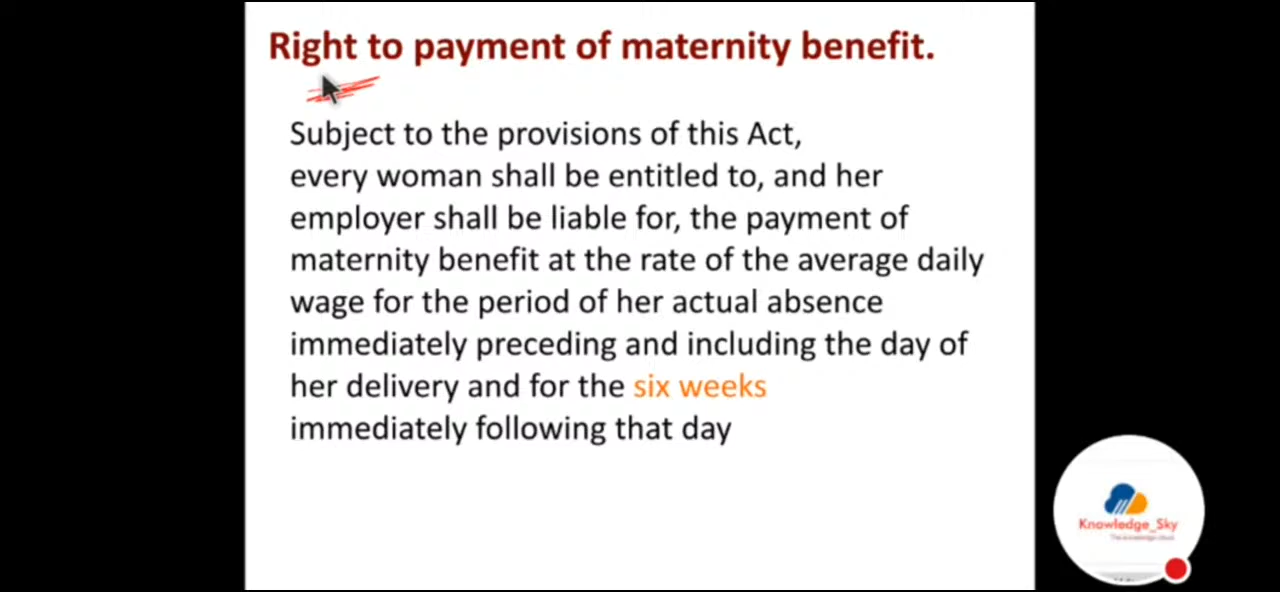 Right to payment of maternity benefit.
Subject to the provisions of this Act,
every woman shall be entitled to, and her
employer shall be liable for, the payment of
maternity benefit at the rate of the average daily
wage for the period of her actual absence
immediately preceding and including the day of
her delivery and for the six weeks
immediately following that day
Knowledge_Sky